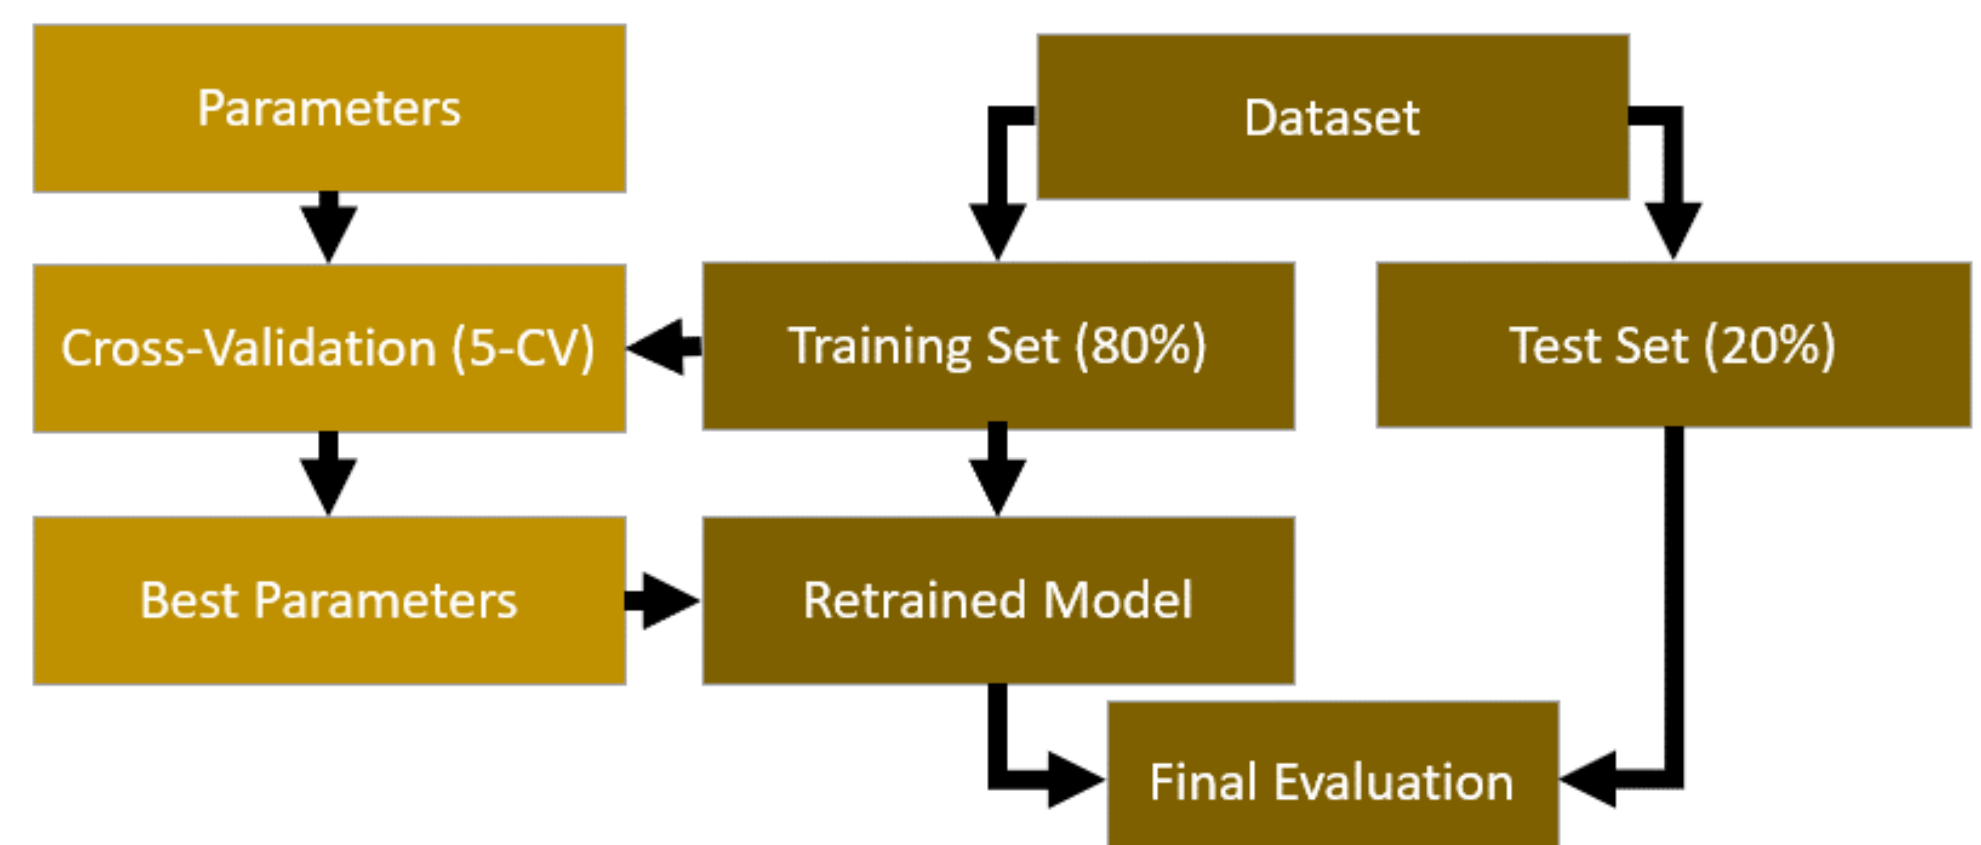 Parameters
Dataset
Cross-Validation (5-CV)
Training Set (80%)
Test Set (20%)
Best Parameters
Retrained Model
Final Evaluation